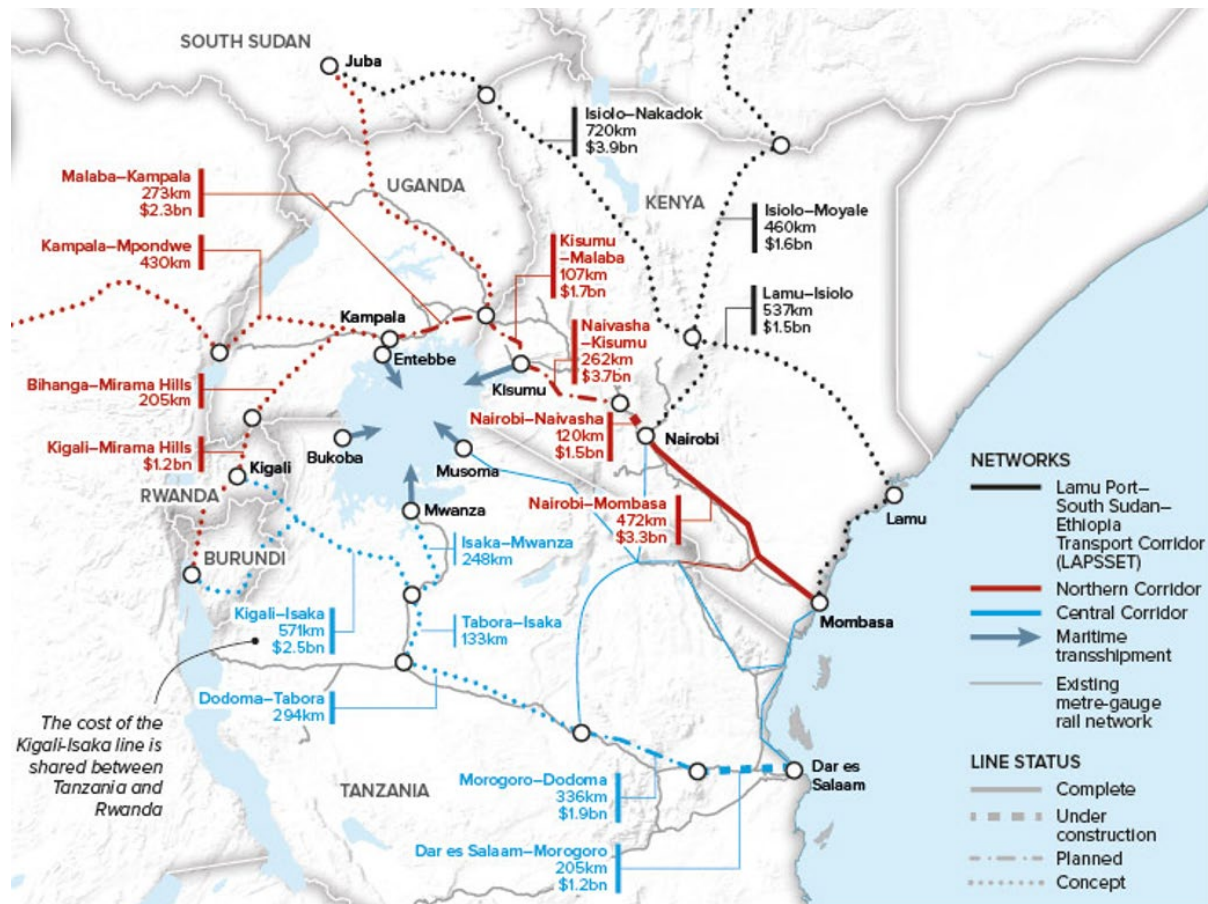 SOUTH SUDAN
Juba
Isiolo–Nakadok
720km
$3.9bn
Malaba–Kampala
273km
$2.3bn
UGANDA
KENYA
Isiolo–Moyale
460km
$1.6bn
Kampala–Mpondwe
430km
Kisumu
–Malaba
107km
$1.7bn
Lamu–Isiolo
537km
$1.5bn
Kampala
Entebbe
Naivasha
–Kisumu
262km
$3.7bn
Kisumu
Bihanga–Mirama Hills
205km
Nairobi–Naivasha
120km
$1.5bn
Nairobi
Kigali–Mirama Hills
$1.2bn
Kigali
Bukoba
Musoma
RWANDA
Mwanza
Nairobi–Mombasa
472km
$3.3bn
Lamu
BURUNDI
Isaka–Mwanza
248km
Kigali–Isaka
571km
$2.5bn
Tabora–Isaka
133km
Mombasa
Dodoma–Tabora
294km
The cost of the
Kigali-Isaka line is
shared between
Tanzania and
Rwanda
TANZANIA
Morogoro–Dodoma
336km
$1.9bn
Dar es
Salaam
Dar es Salaam–Morogoro
205km
$1.2bn
NETWORKS
Lamu Port–
South Sudan–
Ethiopia
Transport Corridor
(LAPSSET)
Northern Corridor
Central Corridor
Maritime
transshipment
Existing
metre-gauge
rail network
LINE STATUS
Complete
Under
construction
Planned
Concept